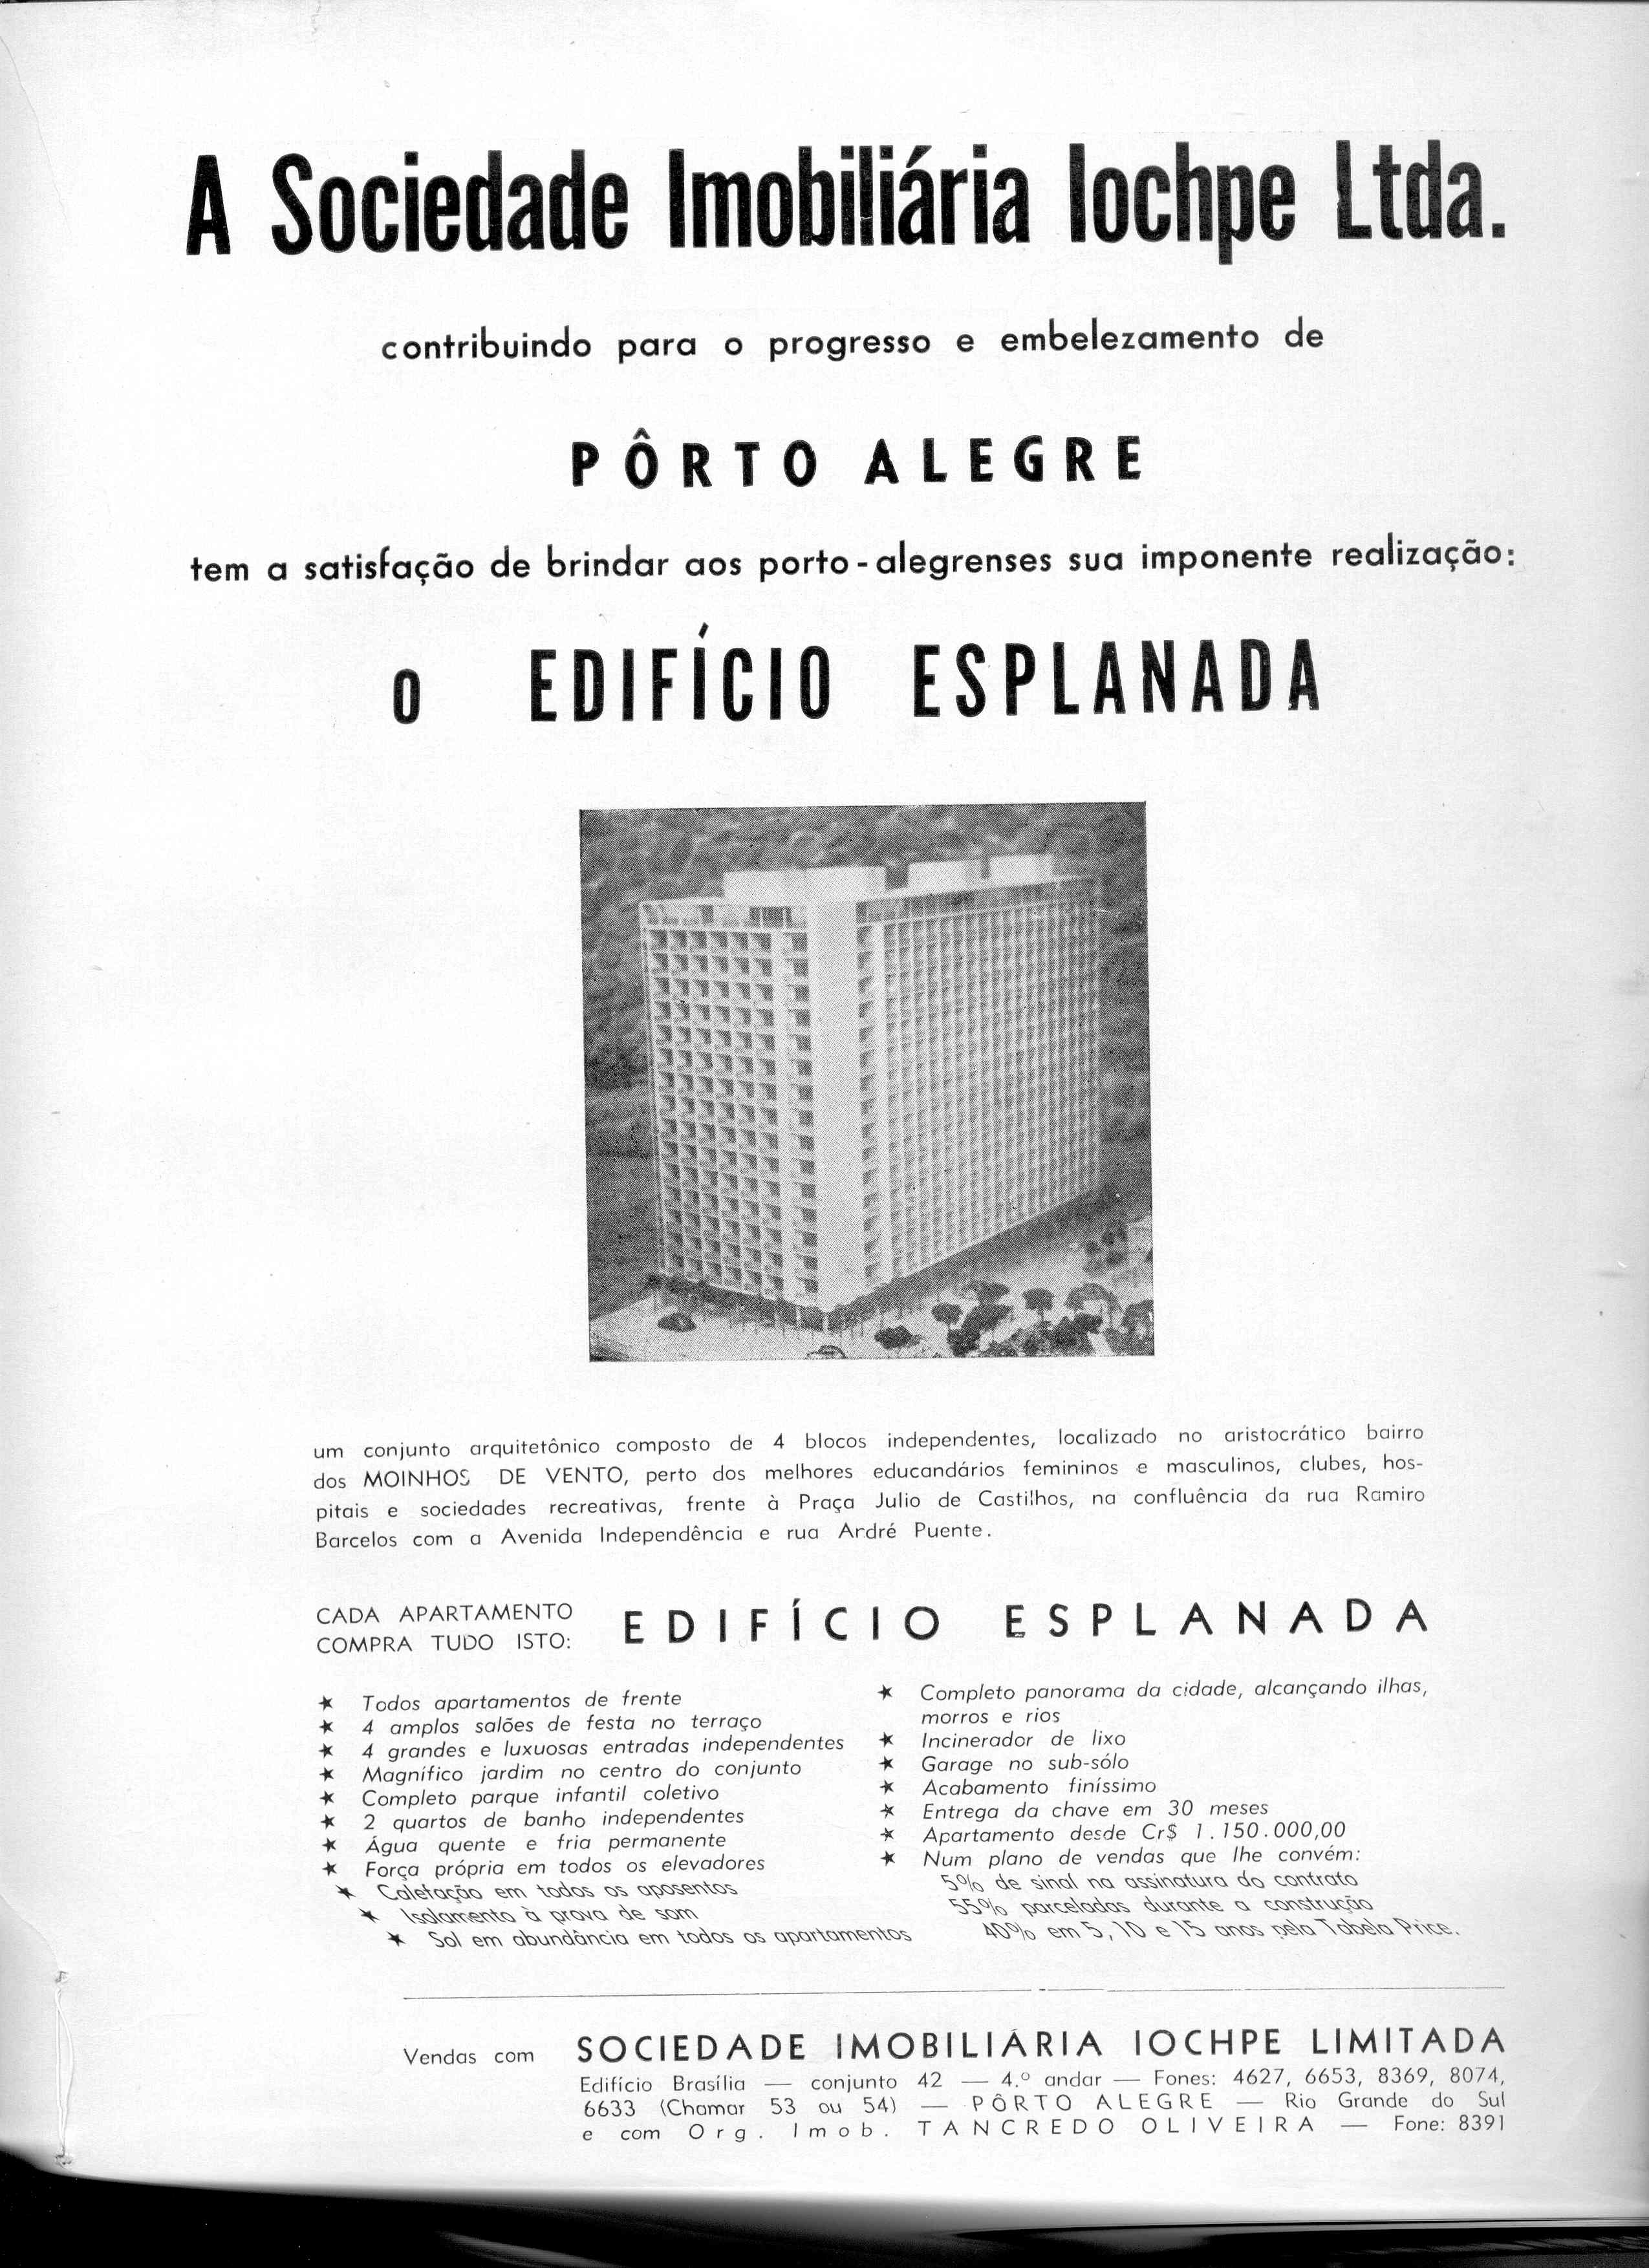 A Sociedade Imobiliária Iochpe Ltda.
contribuindo para o progresso e embelezamento de
PÔRTO ALEGRE
tem a satisfação de brindar aos porto-alegrenses sua imponente realização:
O EDIFÍCIO ESPLANADA
um conjunto arquitetônico composto de 4 blocos independentes, localizado no aristocrático bairro
dos MOINHOS DE VENTO, perto dos melhores educandários femininos e masculinos, clubes, hos-
pitais e sociedades recreativas, frente à Praça Julio de Castilhos, na confluência da rua Ramiro
Barcelos com a Avenida Independência e rua André Puente.
CADA APARTAMENTO
COMPRA TUDO ISTO:
EDIFÍCIO ESPLANADA
★ Todos apartamentos de frente
★ 4 amplos salões de festa no terraço
★ 4 grandes e luxuosas entradas independentes
★ Magnífico jardim no centro do conjunto
★ Completo parque infantil coletivo
★ 2 quartos de banho independentes
★ Água quente e fria permanente
★ Força própria em todos os elevadores
★ Calefação em todos os aposentos
★ Isolamento à prova de som
★ Sol em abundância em todos os apartamentos
★ Completo panorama da cidade, alcançando ilhas,
morros e rios
★ Incinerador de lixo
★ Garage no sub-sólo
★ Acabamento finíssimo
★ Entrega da chave em 30 meses
★ Apartamento desde Cr$ 1.150.000,00
★ Num plano de vendas que lhe convém:
5% de sinal na assinatura do contrato
55% parcelados durante a construção
40% em 5, 10 e 15 anos pela Tabela Price.
Vendas com SOCIEDADE IMOBILIÁRIA IOCHPE LIMITADA
Edifício Brasília — conjunto 42 — 4.º andar — Fones: 4627, 6653, 8369, 8074,
6633 (Chamar 53 ou 54) — PÔRTO ALEGRE — Rio Grande do Sul
e com Org. Imob. TANCREDO OLIVEIRA — Fone: 8391